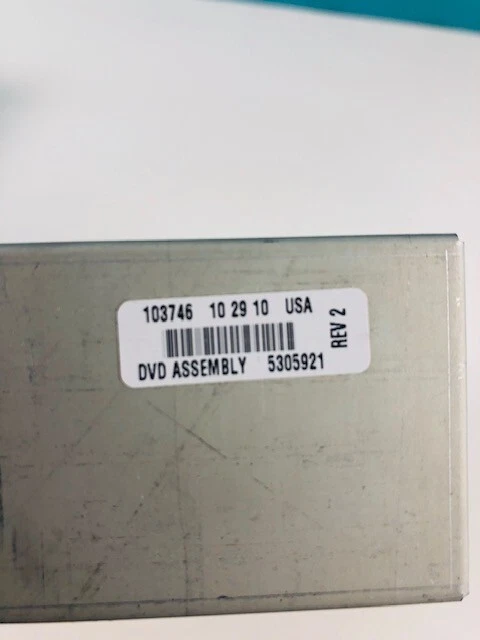 103746 10 29 10 USA
DVD ASSEMBLY 5305921
REV 2